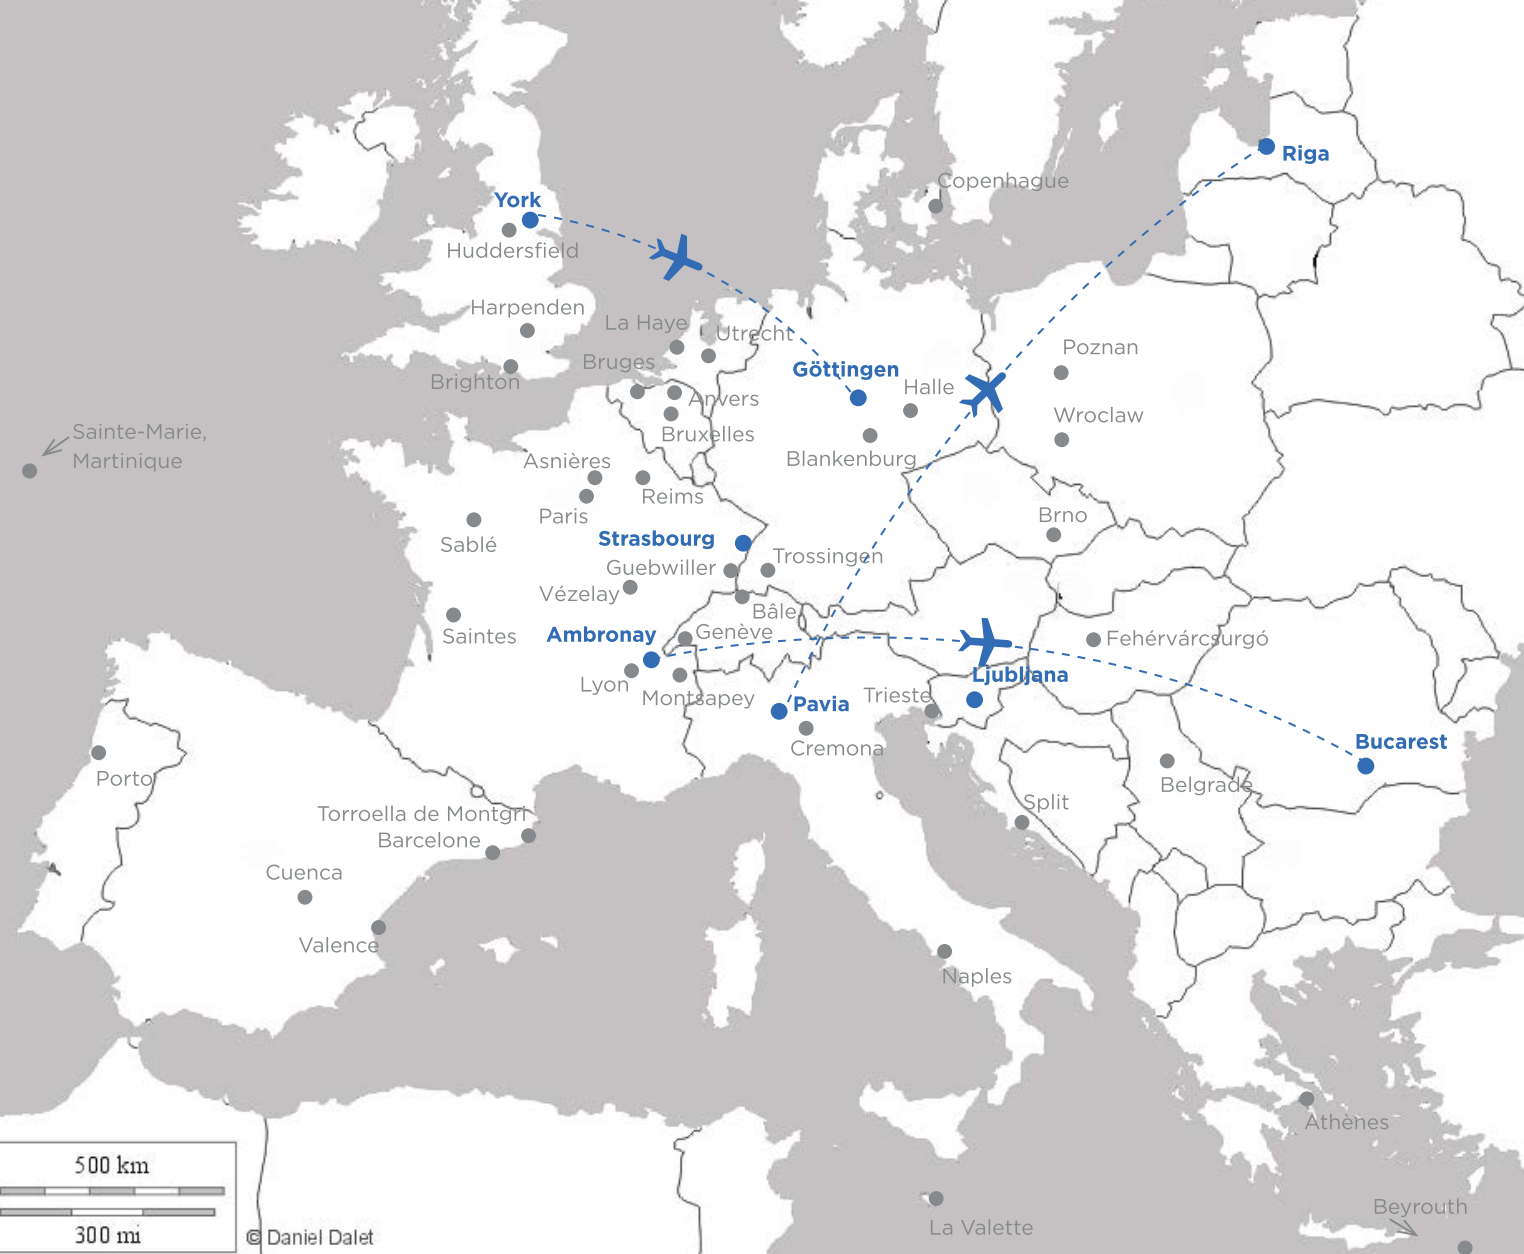 Riga
Copenhague
York
Huddersfield
Harpenden
La Haye
Utrecht
Poznan
Bruges
Göttingen
Brighton
Halle
Anvers
Wroclaw
Sainte-Marie,
Martinique
Bruxelles
Asnières
Blankenburg
Reims
Paris
Brno
Sablé
Strasbourg
Trossingen
Guebwiller
Vézelay
Bâle
Saintes
Ambronay
Genève
Fehérvárcsurgó
Lyon
Montsapey
Ljubljana
Trieste
Pavia
Bucarest
Cremona
Porto
Belgrade
Split
Torroella de Montgri
Barcelone
Cuenca
Valence
Naples
Athènes
500 km
300 mi
© Daniel Dalet
La Valette
Beyrouth